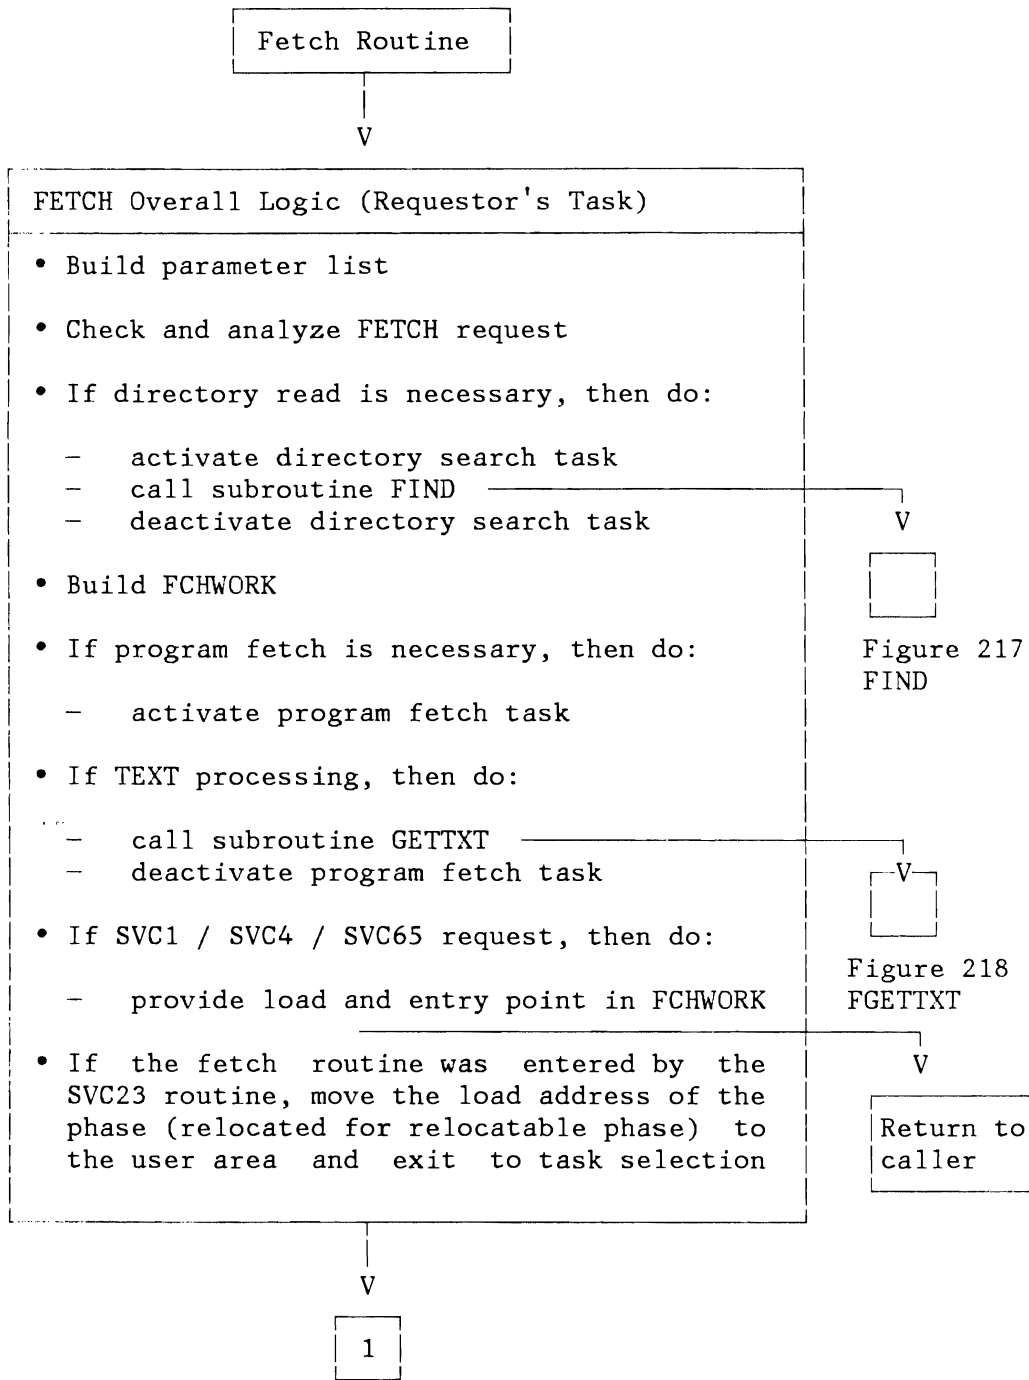 Fetch Routine
V
FETCH Overall Logic (Requestor's Task)
• Build parameter list
• Check and analyze FETCH request
• If directory read is necessary, then do:
— activate directory search task
— call subroutine FIND
— deactivate directory search task
V
• Build FCHWORK
• If program fetch is necessary, then do:
Figure 217
FIND
— activate program fetch task
• If TEXT processing, then do:
— call subroutine GETTXT
— deactivate program fetch task
V
• If SVC1 / SVC4 / SVC65 request, then do:
Figure 218
— provide load and entry point in FCHWORK
FGETTXT
• If the fetch routine was entered by the
SVC23 routine, move the load address of the
phase (relocated for relocatable phase) to
the user area and exit to task selection
V
Return to
caller
V
1